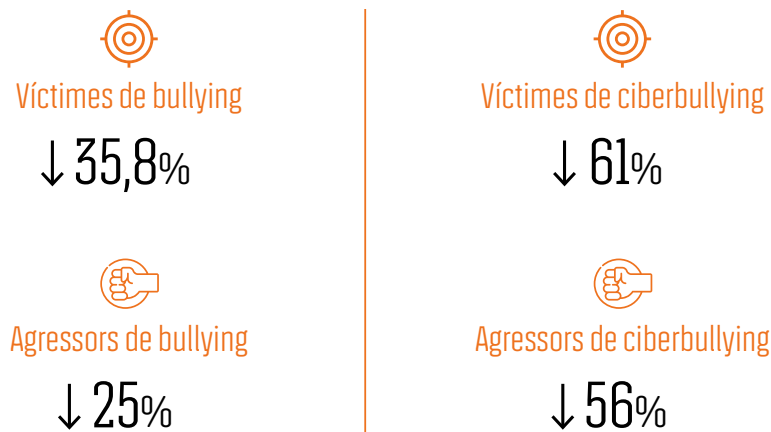 Víctimes de bullying
↓ 35,8%
Agressors de bullying
↓ 25%
Víctimes de ciberbullying
↓ 61%
Agressors de ciberbullying
↓ 56%